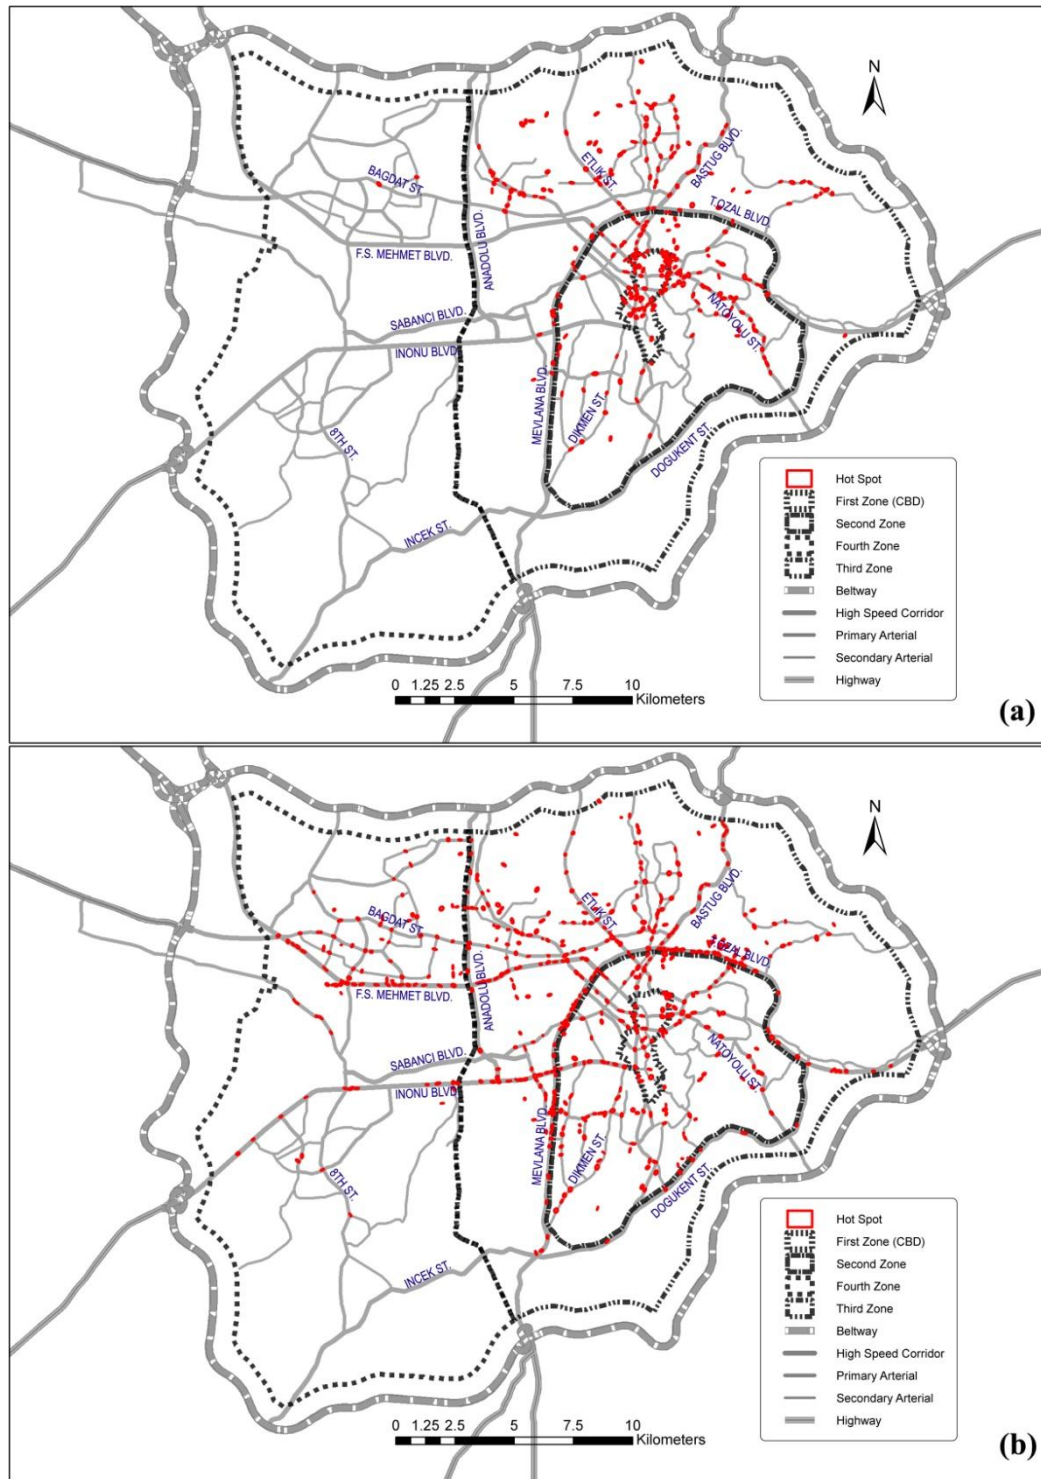 N
ETLIK ST.
BASTUG BLVD.
BAGDAT ST.
T.OZAL BLVD.
ANADOLU BLVD.
F.S. MEHMET BLVD.
NATOYOLU ST.
SABANCI BLVD.
INONU BLVD.
MEVLANA BLVD.
DIKMEN ST.
8TH ST.
DOGUKENT ST.
INCEK ST.
Hot Spot
First Zone (CBD)
Second Zone
Fourth Zone
Third Zone
Beltway
High Speed Corridor
Primary Arterial
Secondary Arterial
Highway
0 1.25 2.5 5 7.5 10
Kilometers
(a)
N
ETLIK ST.
BASTUG BLVD.
BAGDAT ST.
T.OZAL BLVD.
ANADOLU BLVD.
F.S. MEHMET BLVD.
NATOYOLU ST.
SABANCI BLVD.
INONU BLVD.
MEVLANA BLVD.
DIKMEN ST.
8TH ST.
DOGUKENT ST.
INCEK ST.
Hot Spot
First Zone (CBD)
Second Zone
Fourth Zone
Third Zone
Beltway
High Speed Corridor
Primary Arterial
Secondary Arterial
Highway
0 1.25 2.5 5 7.5 10
Kilometers
(b)